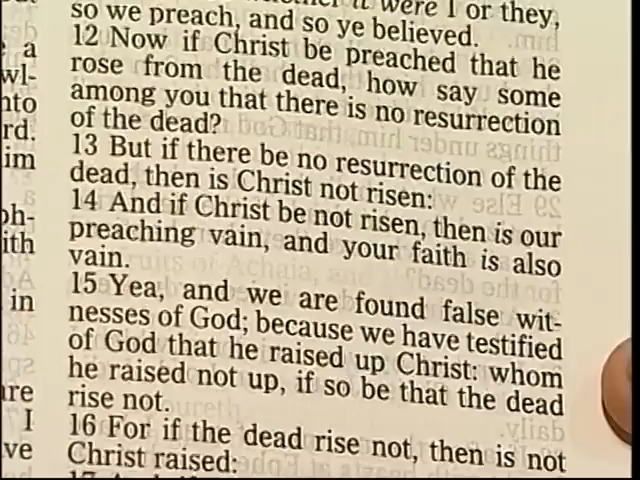 it were I or they,
so we preach, and so ye believed.
12 Now if Christ be preached that he
rose from the dead, how say some
among you that there is no resurrection
of the dead?
13 But if there be no resurrection of the
dead, then is Christ not risen:
14 And if Christ be not risen, then is our
preaching vain, and your faith is also
vain.
15 Yea, and we are found false wit-
nesses of God; because we have testified
of God that he raised up Christ: whom
he raised not up, if so be that the dead
rise not.
16 For if the dead rise not, then is not
Christ raised: